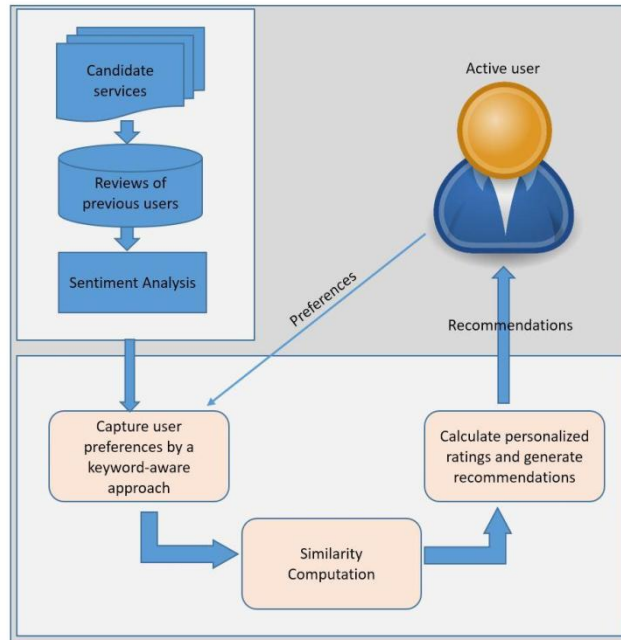 Candidate
services
Reviews of
previous users
Sentiment Analysis
Active user
Preferences
Recommendations
Capture user
preferences by a
keyword-aware
approach
Similarity
Computation
Calculate personalized
ratings and generate
recommendations